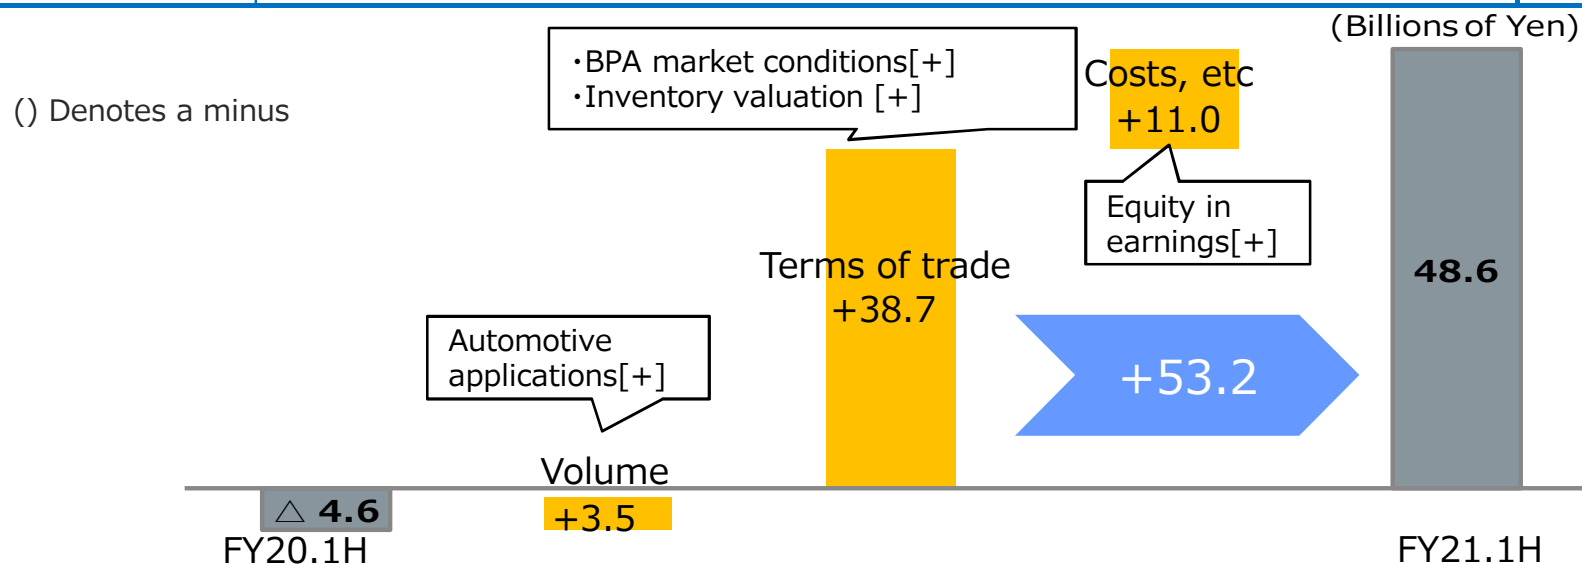 (Billions of Yen)
() Denotes a minus
・BPA market conditions[+]
・Inventory valuation [+]
Costs, etc
+11.0
Equity in
earnings[+]
Terms of trade
+38.7
48.6
Automotive
applications[+]
+53.2
Volume
+3.5
△ 4.6
FY20.1H
FY21.1H